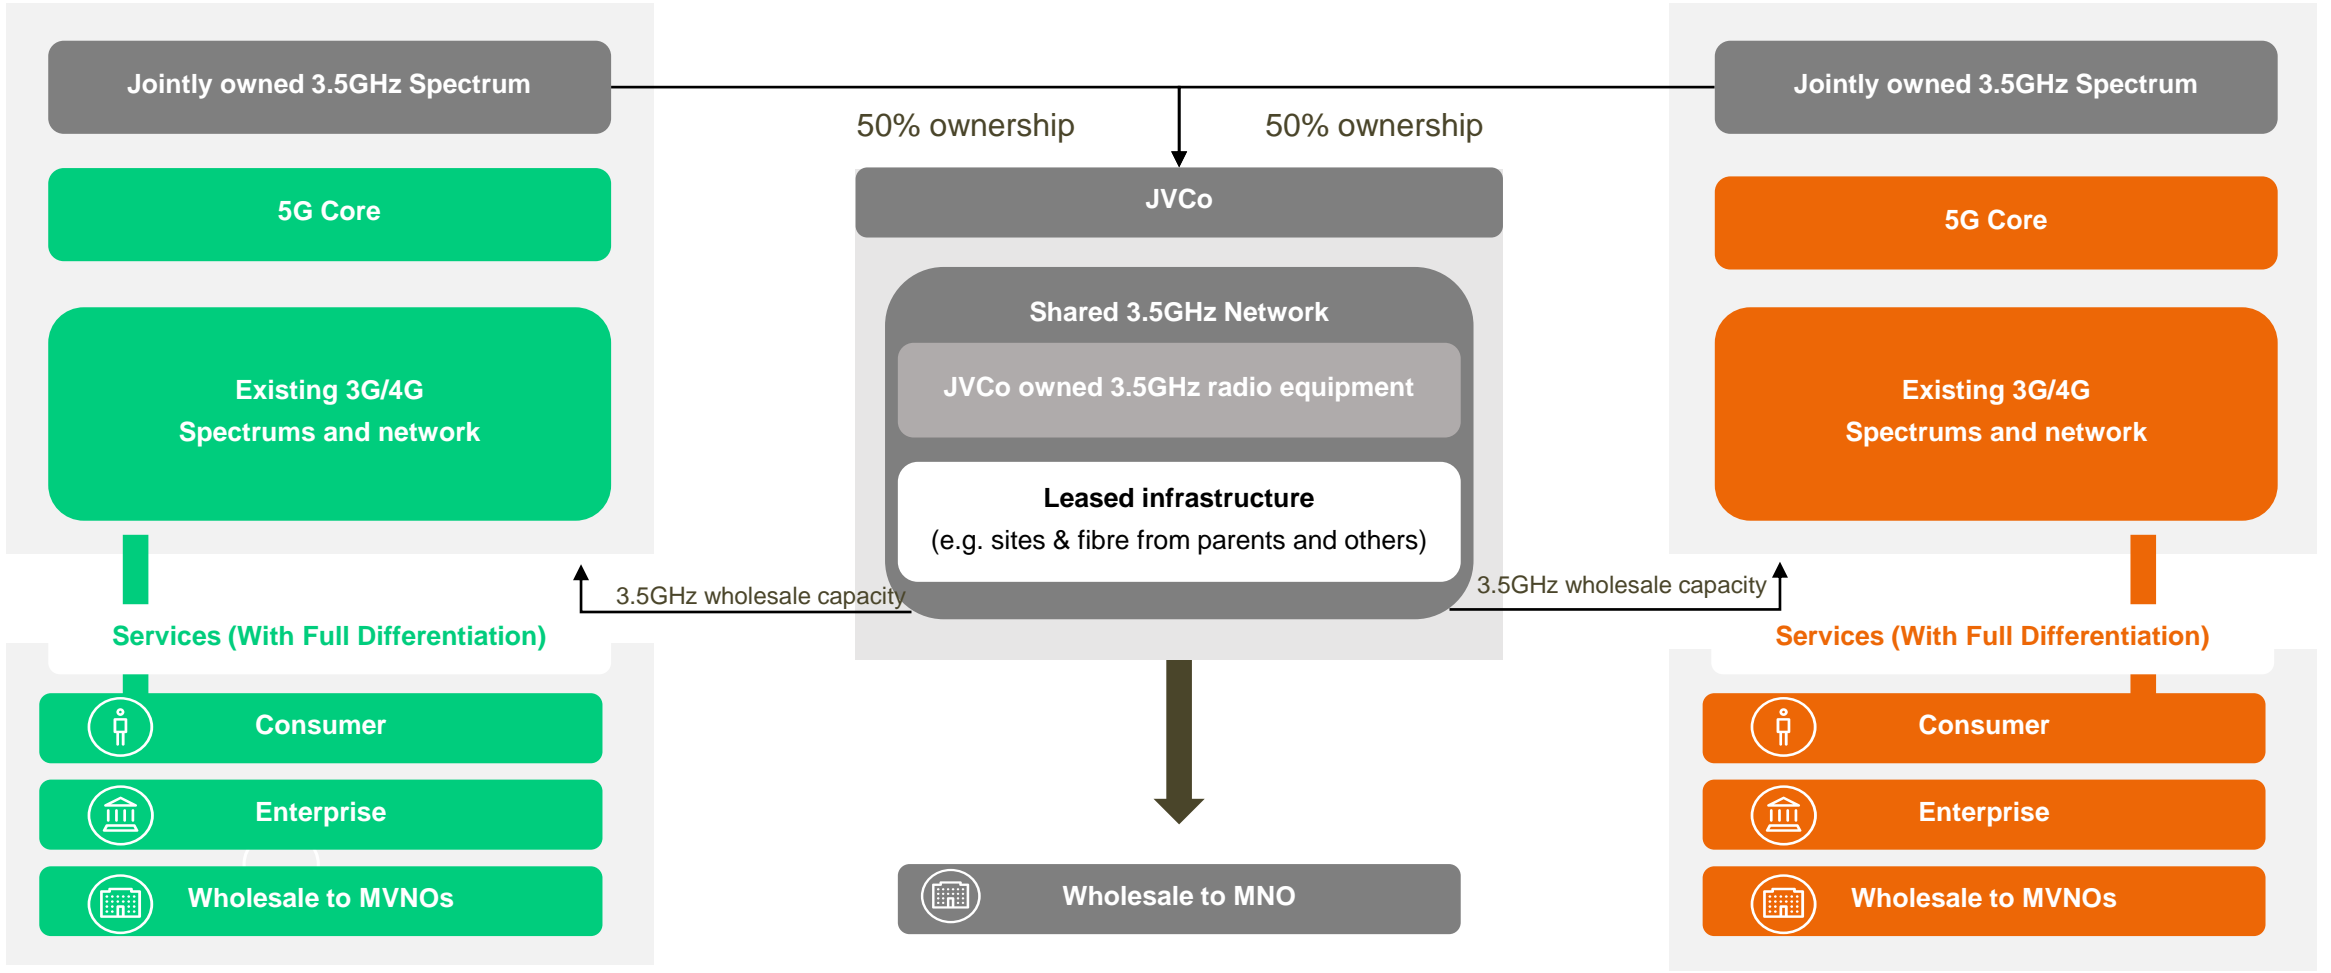 Jointly owned 3.5GHz Spectrum
5G Core
Existing 3G/4G
Spectrums and network
Services (With Full Differentiation)
Consumer
Enterprise
Wholesale to MVNOs
50% ownership
50% ownership
JVCo
Shared 3.5GHz Network
JVCo owned 3.5GHz radio equipment
Leased infrastructure
(e.g. sites & fibre from parents and others)
3.5GHz wholesale capacity
3.5GHz wholesale capacity
Wholesale to MNO
Jointly owned 3.5GHz Spectrum
5G Core
Existing 3G/4G
Spectrums and network
Services (With Full Differentiation)
Consumer
Enterprise
Wholesale to MVNOs